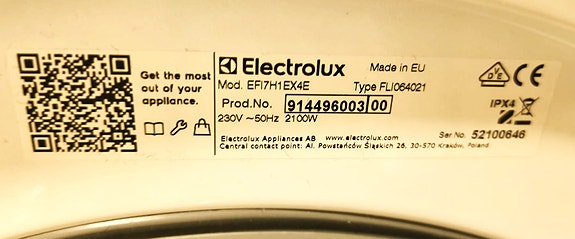 Get the most
out of your
appliance.
Electrolux Made in EU
Mod. EFI7H1EX4E Type FLI064021
Prod.No. 914496003 00
230V ~50Hz 2100W
DVE CE
IPX4
Ser No. 52100646
Electrolux Appliances AB www.electrolux.com
Central contact point: Al. Powstańców Śląskich 26, 30-570 Kraków, Poland